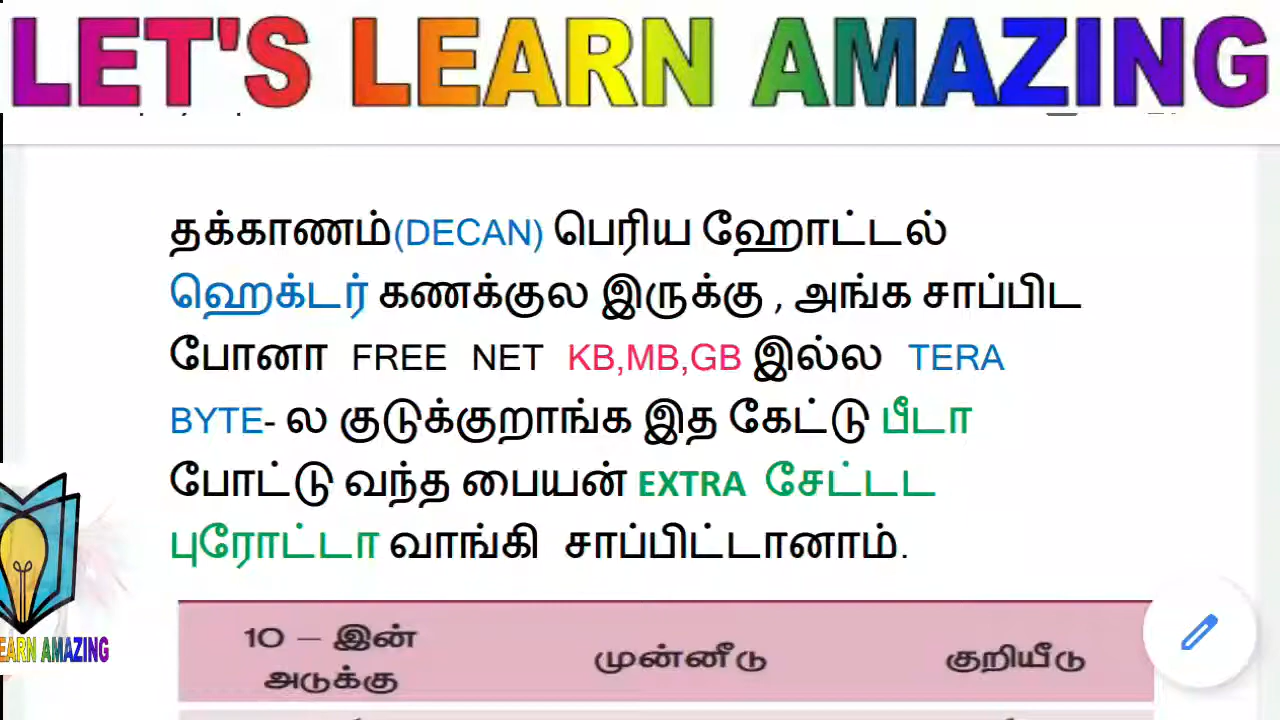 LET'S LEARN AMAZING
தக்காணம்(DECAN) பெரிய ஹோட்டல்
ஹெக்டர் கணக்குல இருக்கு , அங்க சாப்பிட
போனா FREE NET KB,MB,GB இல்ல TERA
BYTE- ல குடுக்குறாங்க இத கேட்டு பீடா
போட்டு வந்த பையன் EXTRA சேட்டட
புரோட்டா வாங்கி சாப்பிட்டானாம்.
EARN AMAZING
10 – இன்
அடுக்கு முன்னீடு குறியீடு